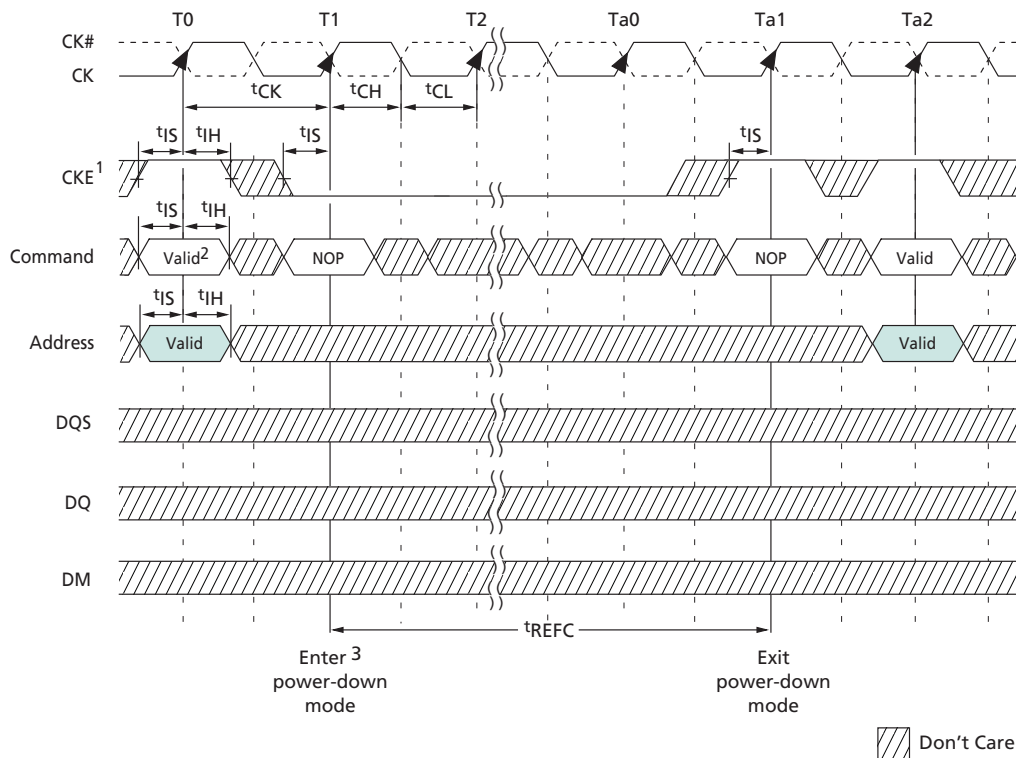 T0 T1 T2 Ta0 Ta1 Ta2
CK#
CK
tCK tCH tCL
tIS tIH tIS tIS
CKE1
tIS tIH
Command Valid2 NOP NOP Valid
tIS tIH
Address Valid Valid
DQS
DQ
DM
tREFC
Enter 3
power-down
mode
Exit
power-down
mode
Don't Care